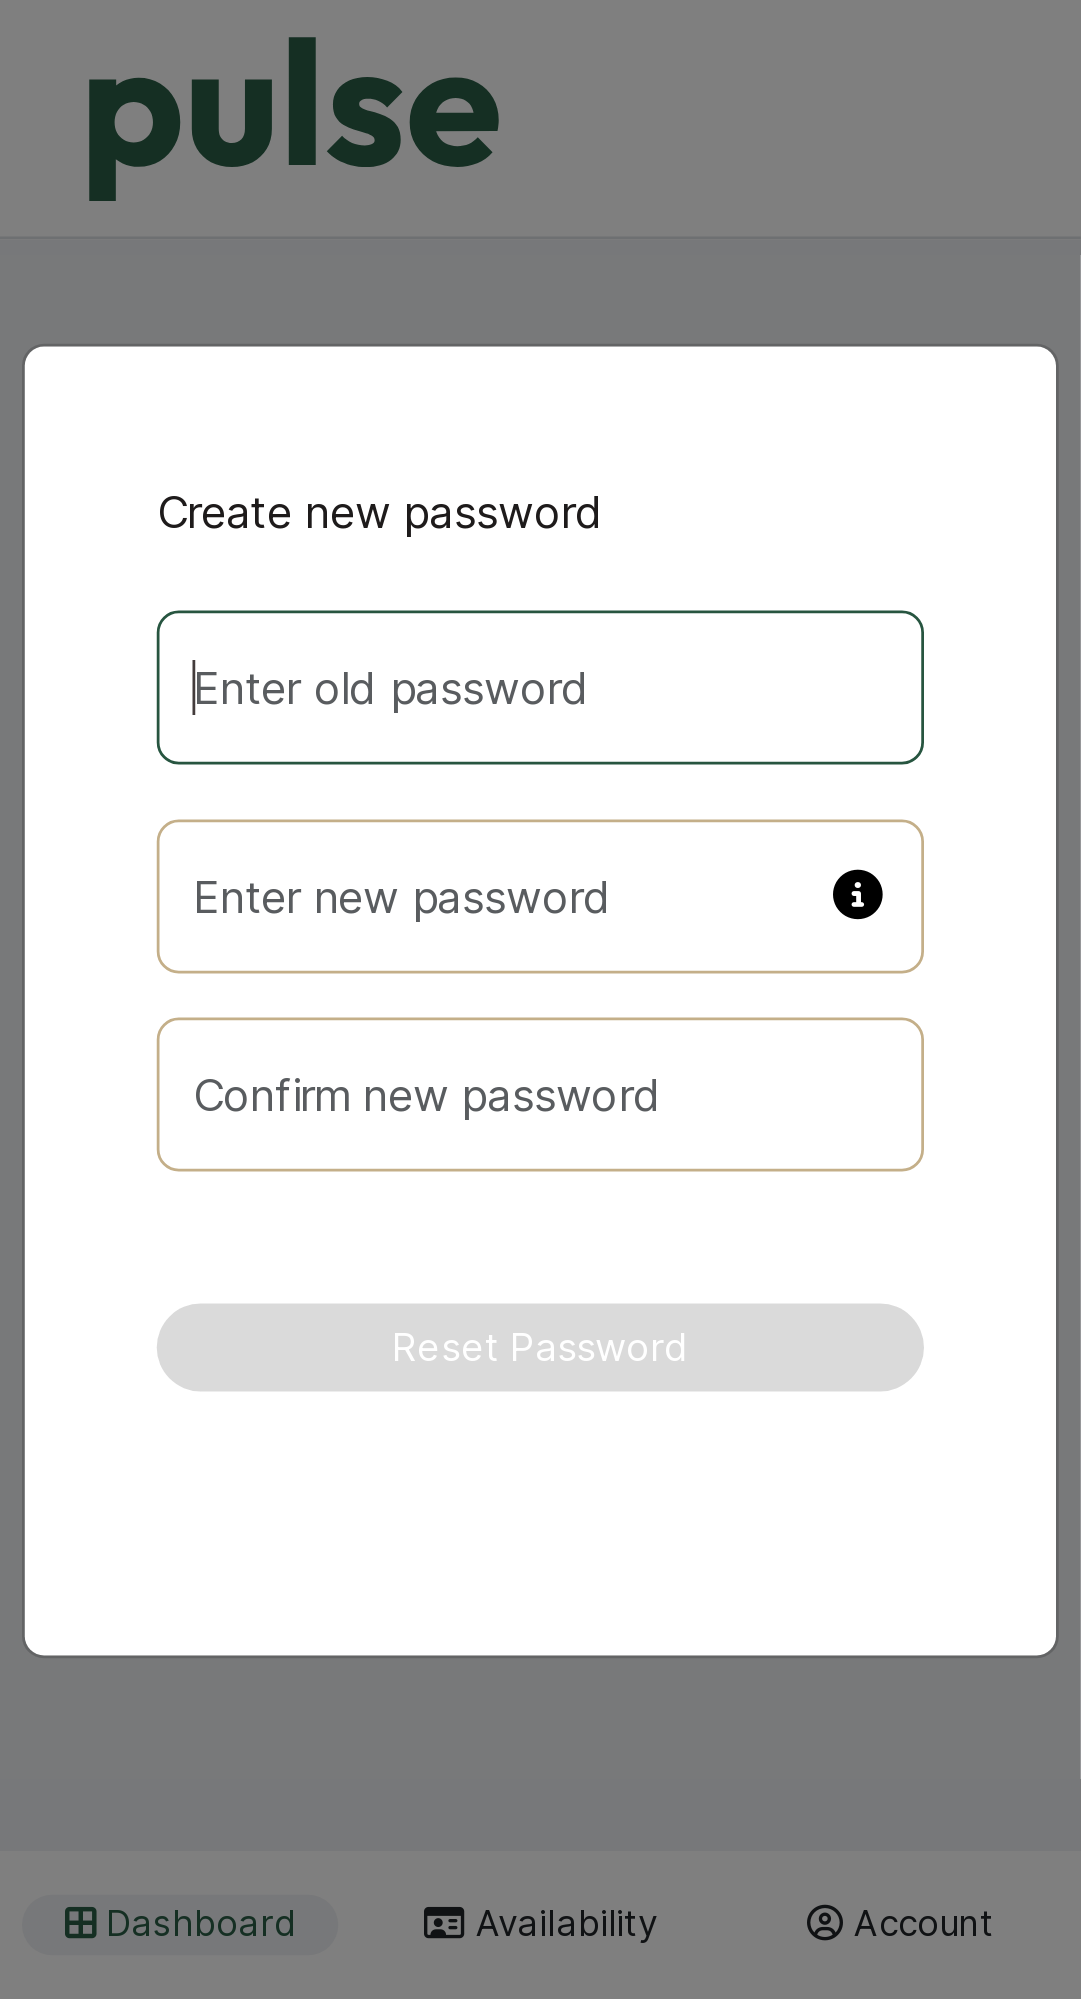 pulse
Create new password
Enter old password
Enter new password
Confirm new password
Reset Password
Dashboard
Availability
Account